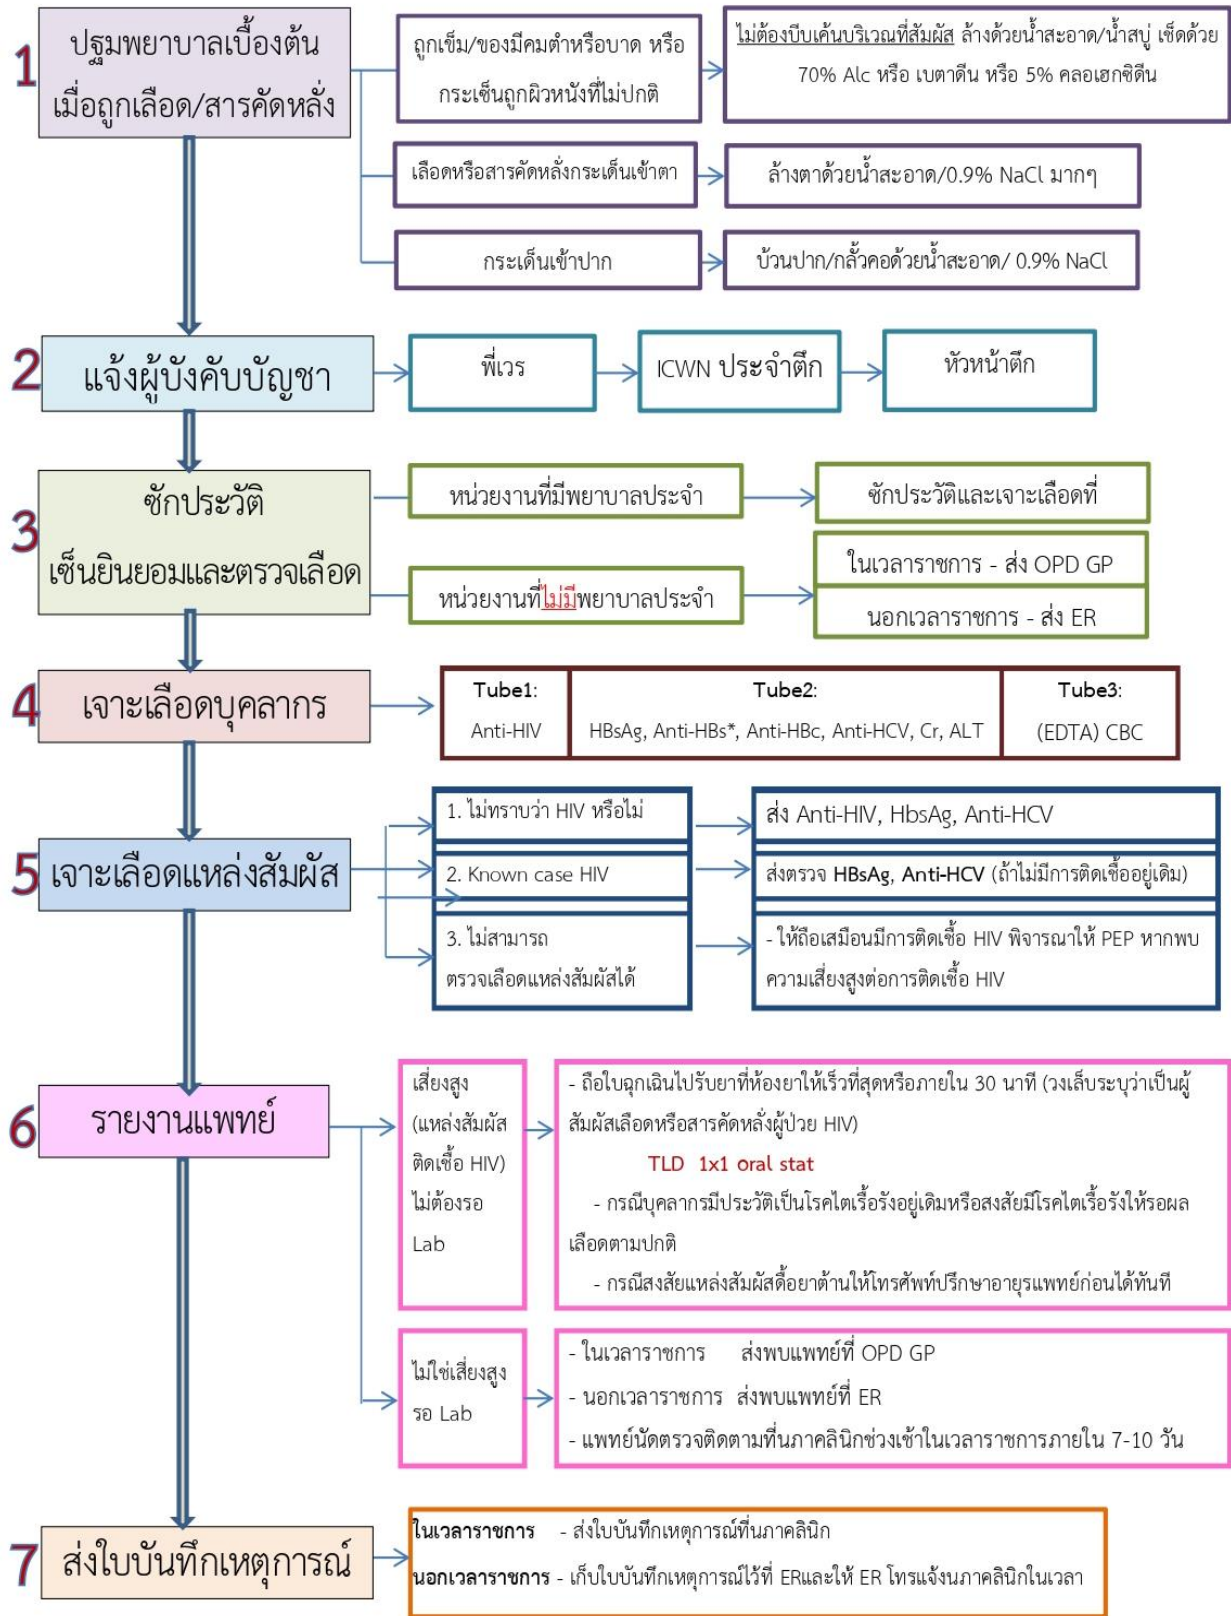 1
ปฐมพยาบาลเบื้องต้น
เมื่อถูกเลือด/สารคัดหลั่ง
ถูกเข็ม/ของมีคมตำหรือบาด หรือ
กระเซ็นถูกผิวหนังที่ไม่ปกติ
ไม่ต้องบีบเค้นบริเวณที่สัมผัส ล้างด้วยน้ำสะอาด/น้ำสบู่ เช็ดด้วย
70% Alc หรือ เบตาดีน หรือ 5% คลอเฮกซิดีน
เลือดหรือสารคัดหลั่งกระเด็นเข้าตา
ล้างตาด้วยน้ำสะอาด/0.9% NaCl มากๆ
กระเด็นเข้าปาก
บ้วนปาก/กลั้วคอด้วยน้ำสะอาด/ 0.9% NaCl
2
แจ้งผู้บังคับบัญชา
พี่เวร
ICWN ประจำตึก
หัวหน้าตึก
3
ซักประวัติ
เซ็นยินยอมและตรวจเลือด
หน่วยงานที่มีพยาบาลประจำ
ซักประวัติและเจาะเลือดที่
หน่วยงานที่ไม่มีพยาบาลประจำ
ในเวลาราชการ - ส่ง OPD GP
นอกเวลาราชการ - ส่ง ER
4
เจาะเลือดบุคลากร
Tube1:
Anti-HIV
Tube2:
HBsAg, Anti-HBs*, Anti-HBc, Anti-HCV, Cr, ALT
Tube3:
(EDTA) CBC
5
เจาะเลือดแหล่งสัมผัส
1. ไม่ทราบว่า HIV หรือไม่
ส่ง Anti-HIV, HbsAg, Anti-HCV
2. Known case HIV
ส่งตรวจ HBsAg, Anti-HCV (ถ้าไม่มีการติดเชื้ออยู่เดิม)
3. ไม่สามารถ
ตรวจเลือดแหล่งสัมผัสได้
- ให้ถือเสมือนมีการติดเชื้อ HIV พิจารณาให้ PEP หากพบ
ความเสี่ยงสูงต่อการติดเชื้อ HIV
6
รายงานแพทย์
เสี่ยงสูง
(แหล่งสัมผัส
ติดเชื้อ HIV)
ไม่ต้องรอ
Lab
- ถือใบฉุกเฉินไปรับยาที่ห้องยาให้เร็วที่สุดหรือภายใน 30 นาที (วงเล็บระบุว่าเป็นผู้
สัมผัสเลือดหรือสารคัดหลั่งผู้ป่วย HIV)
TLD 1x1 oral stat
- กรณีบุคลากรมีประวัติเป็นโรคไตเรื้อรังอยู่เดิมหรือสงสัยมีโรคไตเรื้อรังให้รอผล
เลือดตามปกติ
- กรณีสงสัยแหล่งสัมผัสดื้อยาต้านให้โทรศัพท์ปรึกษาอายุรแพทย์ก่อนได้ทันที
ไม่ใช่เสี่ยงสูง
รอ Lab
- ในเวลาราชการ ส่งพบแพทย์ที่ OPD GP
- นอกเวลาราชการ ส่งพบแพทย์ที่ ER
- แพทย์นัดตรวจติดตามที่นภาคลินิกช่วงเช้าในเวลาราชการภายใน 7-10 วัน
7
ส่งใบบันทึกเหตุการณ์
ในเวลาราชการ - ส่งใบบันทึกเหตุการณ์ที่นภาคลินิก
นอกเวลาราชการ - เก็บใบบันทึกเหตุการณ์ไว้ที่ ERและให้ ER โทรแจ้งนภาคลินิกในเวลา